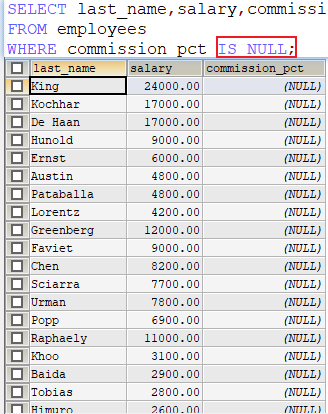 SELECT last_name,salary,commissi
FROM employees
WHERE commission pct IS NULL;
last_name salary commission_pct
King 24000.00 (NULL)
Kochhar 17000.00 (NULL)
De Haan 17000.00 (NULL)
Hunold 9000.00 (NULL)
Ernst 6000.00 (NULL)
Austin 4800.00 (NULL)
Pataballa 4800.00 (NULL)
Lorentz 4200.00 (NULL)
Greenberg 12000.00 (NULL)
Faviet 9000.00 (NULL)
Chen 8200.00 (NULL)
Sciarra 7700.00 (NULL)
Urman 7800.00 (NULL)
Popp 6900.00 (NULL)
Raphaely 11000.00 (NULL)
Khoo 3100.00 (NULL)
Baida 2900.00 (NULL)
Tobias 2800.00 (NULL)
Himuro 2600.00 (NULL)